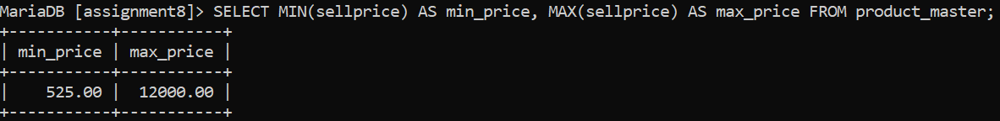 MariaDB [assignment8]> SELECT MIN(sellprice) AS min_price, MAX(sellprice) AS max_price FROM product_master;
+-----------+-----------+
| min_price | max_price |
+-----------+-----------+
|    525.00 |  12000.00 |
+-----------+-----------+